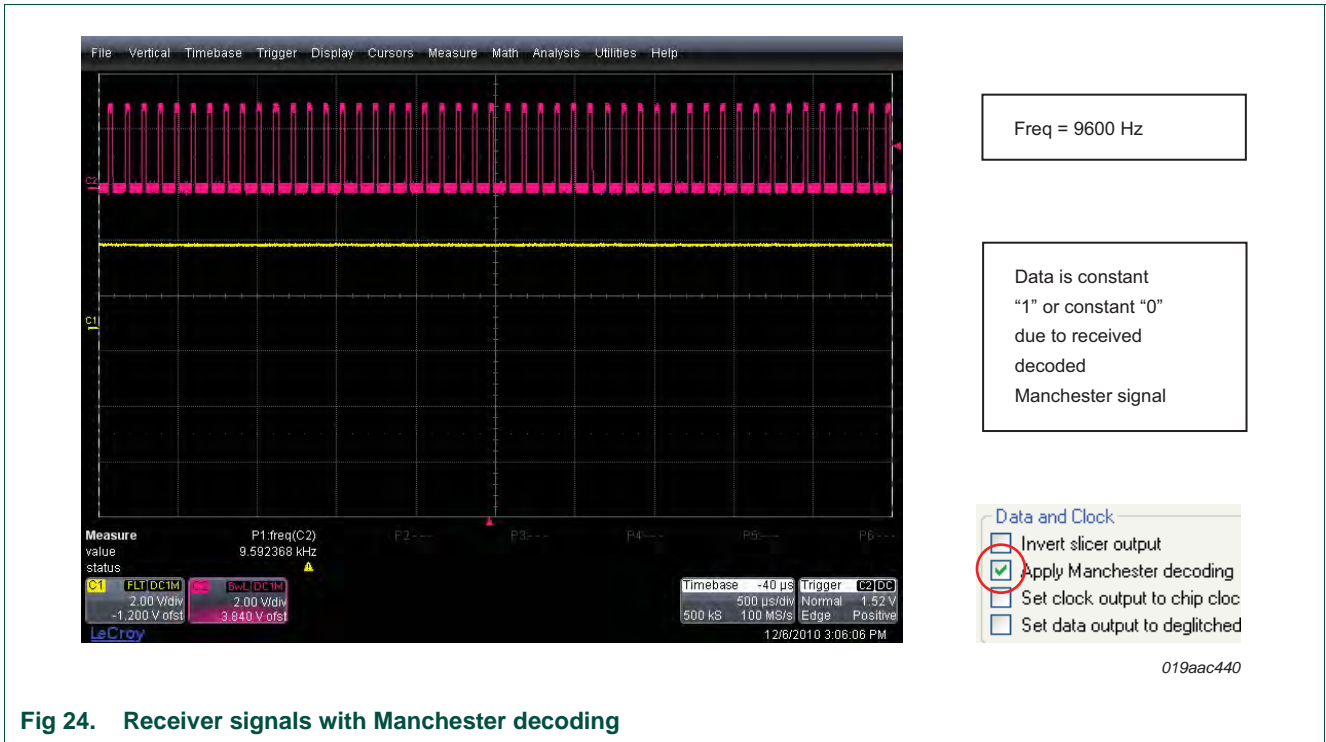 File Vertical Timebase Trigger Display Cursors Measure Math Analysis Utilities Help
C2
C1
Measure P1:freq(C2) P2:--- P3:--- P4:--- P5:--- P6:---
value 9.592368 kHz
status
C1 FLT DC1M
2.00 V/div
-1.200 V ofst
C2 BwL DC1M
2.00 V/div
3.840 V ofst
Timebase -40 µs
500 µs/div
500 kS 100 MS/s
Trigger C2 DC
Normal 1.52 V
Edge Positive
LeCroy
12/6/2010 3:06:06 PM
Freq = 9600 Hz
Data is constant
“1” or constant “0”
due to received
decoded
Manchester signal
Data and Clock
Invert slicer output
Apply Manchester decoding
Set clock output to chip cloc
Set data output to deglitched
019aac440
Fig 24. Receiver signals with Manchester decoding